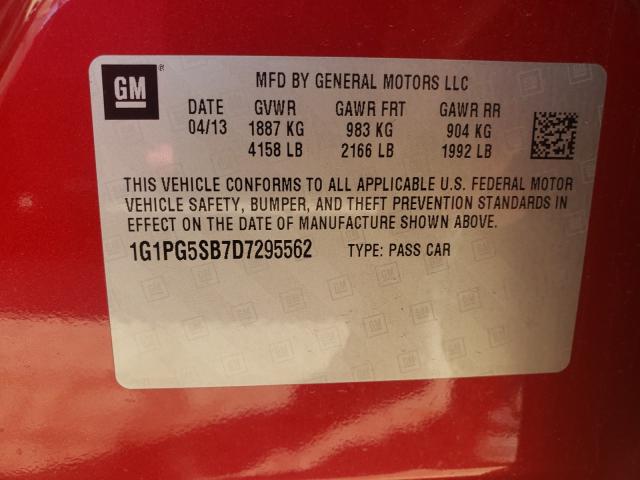 GM ®
MFD BY GENERAL MOTORS LLC
DATE GVWR GAWR FRT GAWR RR
04/13 1887 KG 983 KG 904 KG
4158 LB 2166 LB 1992 LB
THIS VEHICLE CONFORMS TO ALL APPLICABLE U.S. FEDERAL MOTOR
VEHICLE SAFETY, BUMPER, AND THEFT PREVENTION STANDARDS IN
EFFECT ON THE DATE OF MANUFACTURE SHOWN ABOVE.
1G1PG5SB7D7295562 TYPE: PASS CAR